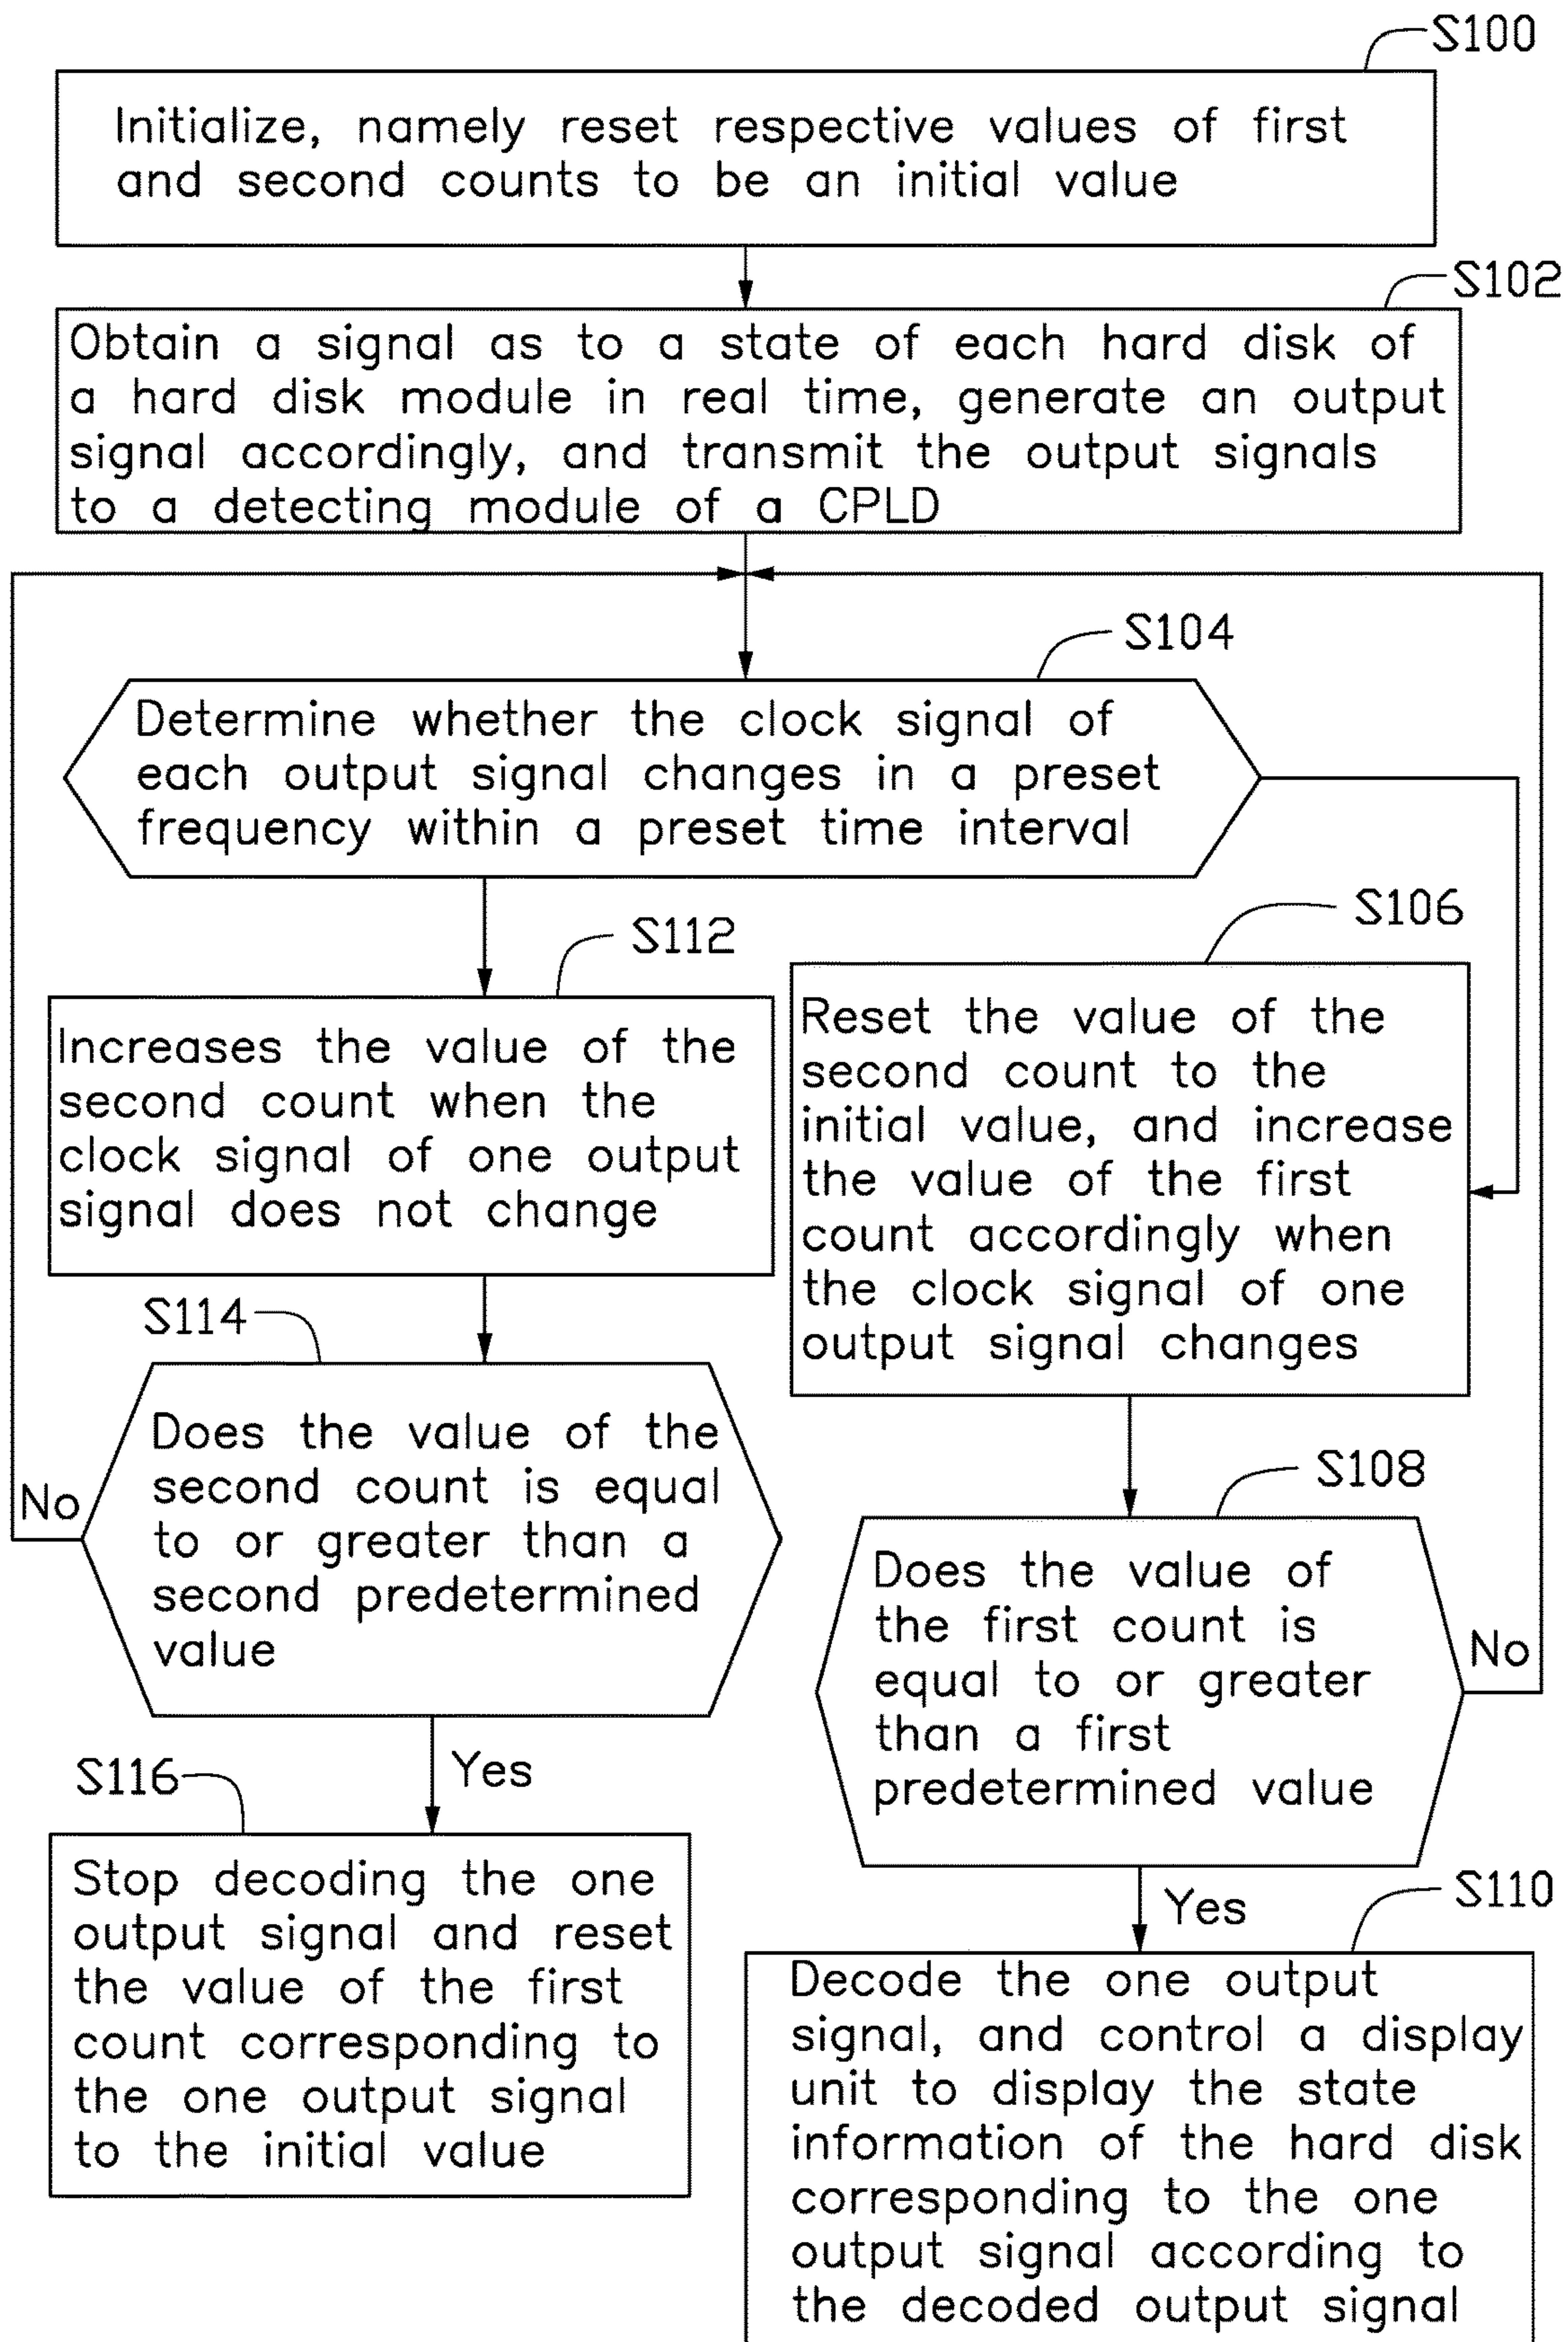 S100
Initialize, namely reset respective values of first
and second counts to be an initial value
S102
Obtain a signal as to a state of each hard disk of
a hard disk module in real time, generate an output
signal accordingly, and transmit the output signals
to a detecting module of a CPLD
S104
Determine whether the clock signal of
each output signal changes in a preset
frequency within a preset time interval
S112
Increases the value of the
second count when the
clock signal of one output
signal does not change
S106
Reset the value of the
second count to the
initial value, and increase
the value of the first
count accordingly when
the clock signal of one
output signal changes
S114
Does the value of the
second count is equal
to or greater than a
second predetermined
value
No
S108
Does the value of
the first count is
equal to or greater
than a first
predetermined value
No
Yes
S116
Stop decoding the one
output signal and reset
the value of the first
count corresponding to
the one output signal
to the initial value
Yes
S110
Decode the one output
signal, and control a display
unit to display the state
information of the hard disk
corresponding to the one
output signal according to
the decoded output signal